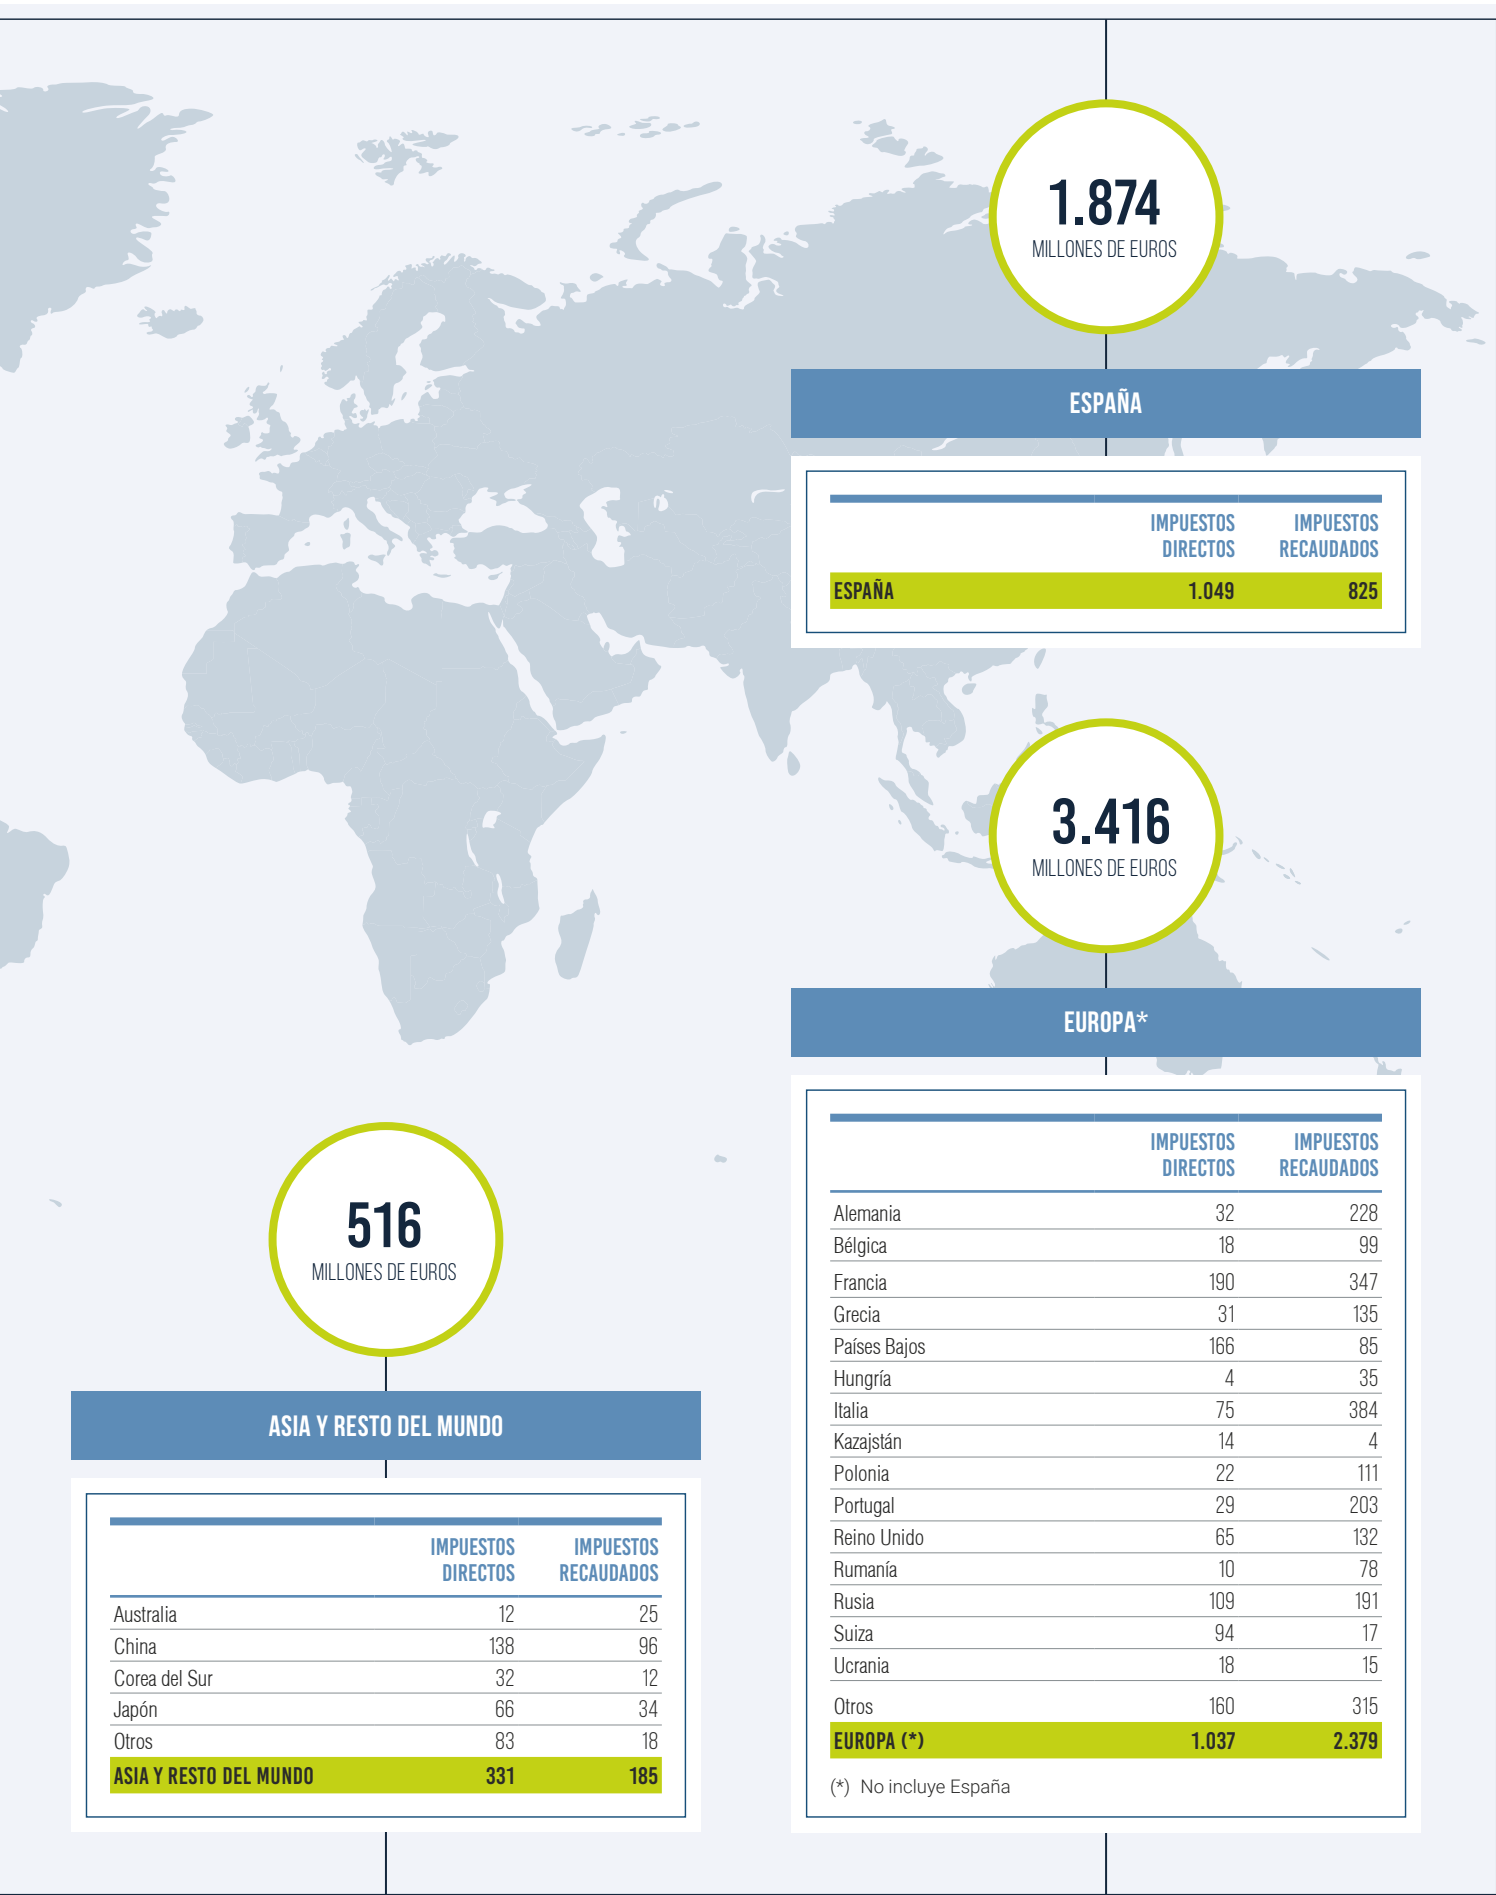 1.874
MILLONES DE EUROS
ESPAÑA
IMPUESTOS DIRECTOS IMPUESTOS RECAUDADOS
ESPAÑA 1.049 825
3.416
MILLONES DE EUROS
EUROPA*
IMPUESTOS DIRECTOS IMPUESTOS RECAUDADOS
Alemania 32 228
Bélgica 18 99
Francia 190 347
Grecia 31 135
Países Bajos 166 85
Hungría 4 35
Italia 75 384
Kazajstán 14 4
Polonia 22 111
Portugal 29 203
Reino Unido 65 132
Rumanía 10 78
Rusia 109 191
Suiza 94 17
Ucrania 18 15
Otros 160 315
EUROPA (*) 1.037 2.379
(*) No incluye España
516
MILLONES DE EUROS
ASIA Y RESTO DEL MUNDO
IMPUESTOS DIRECTOS IMPUESTOS RECAUDADOS
Australia 12 25
China 138 96
Corea del Sur 32 12
Japón 66 34
Otros 83 18
ASIA Y RESTO DEL MUNDO 331 185